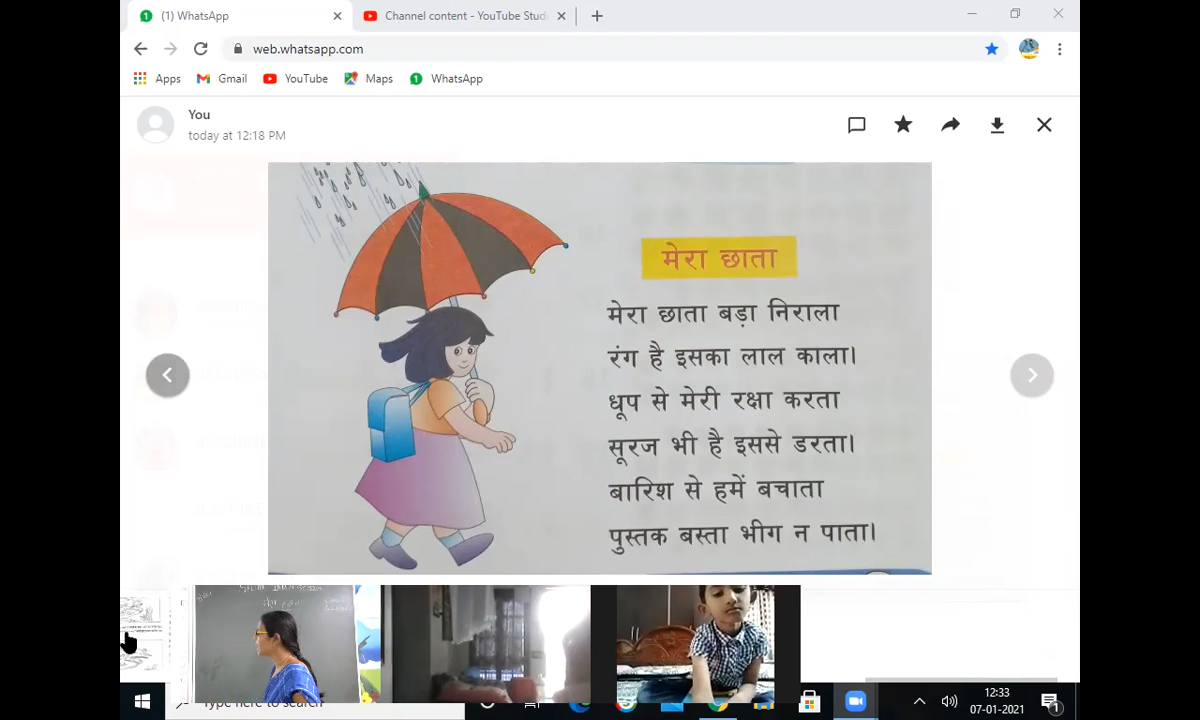 (1) WhatsApp
Channel content - YouTube Stud
web.whatsapp.com
Apps
Gmail
YouTube
Maps
WhatsApp
You
today at 12:18 PM
मेरा छाता
मेरा छाता बड़ा निराला
रंग है इसका लाल काला।
धूप से मेरी रक्षा करता
सूरज भी है इससे डरता।
बारिश से हमें बचाता
पुस्तक बस्ता भीग न पाता।
Type here to search
12:33
07-01-2021